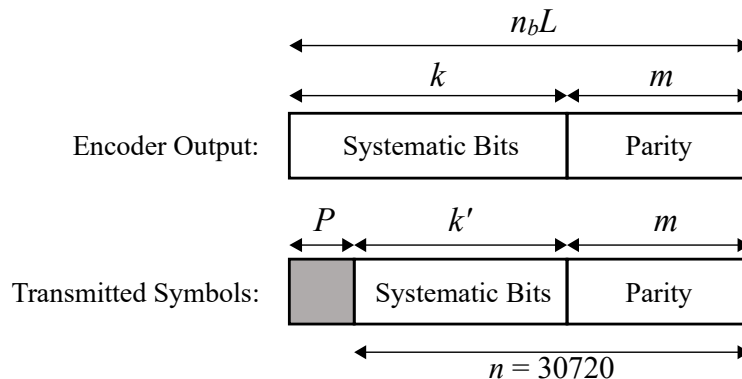 n_bL
k m
Encoder Output: Systematic Bits Parity
P k′ m
Transmitted Symbols: Systematic Bits Parity
n = 30720